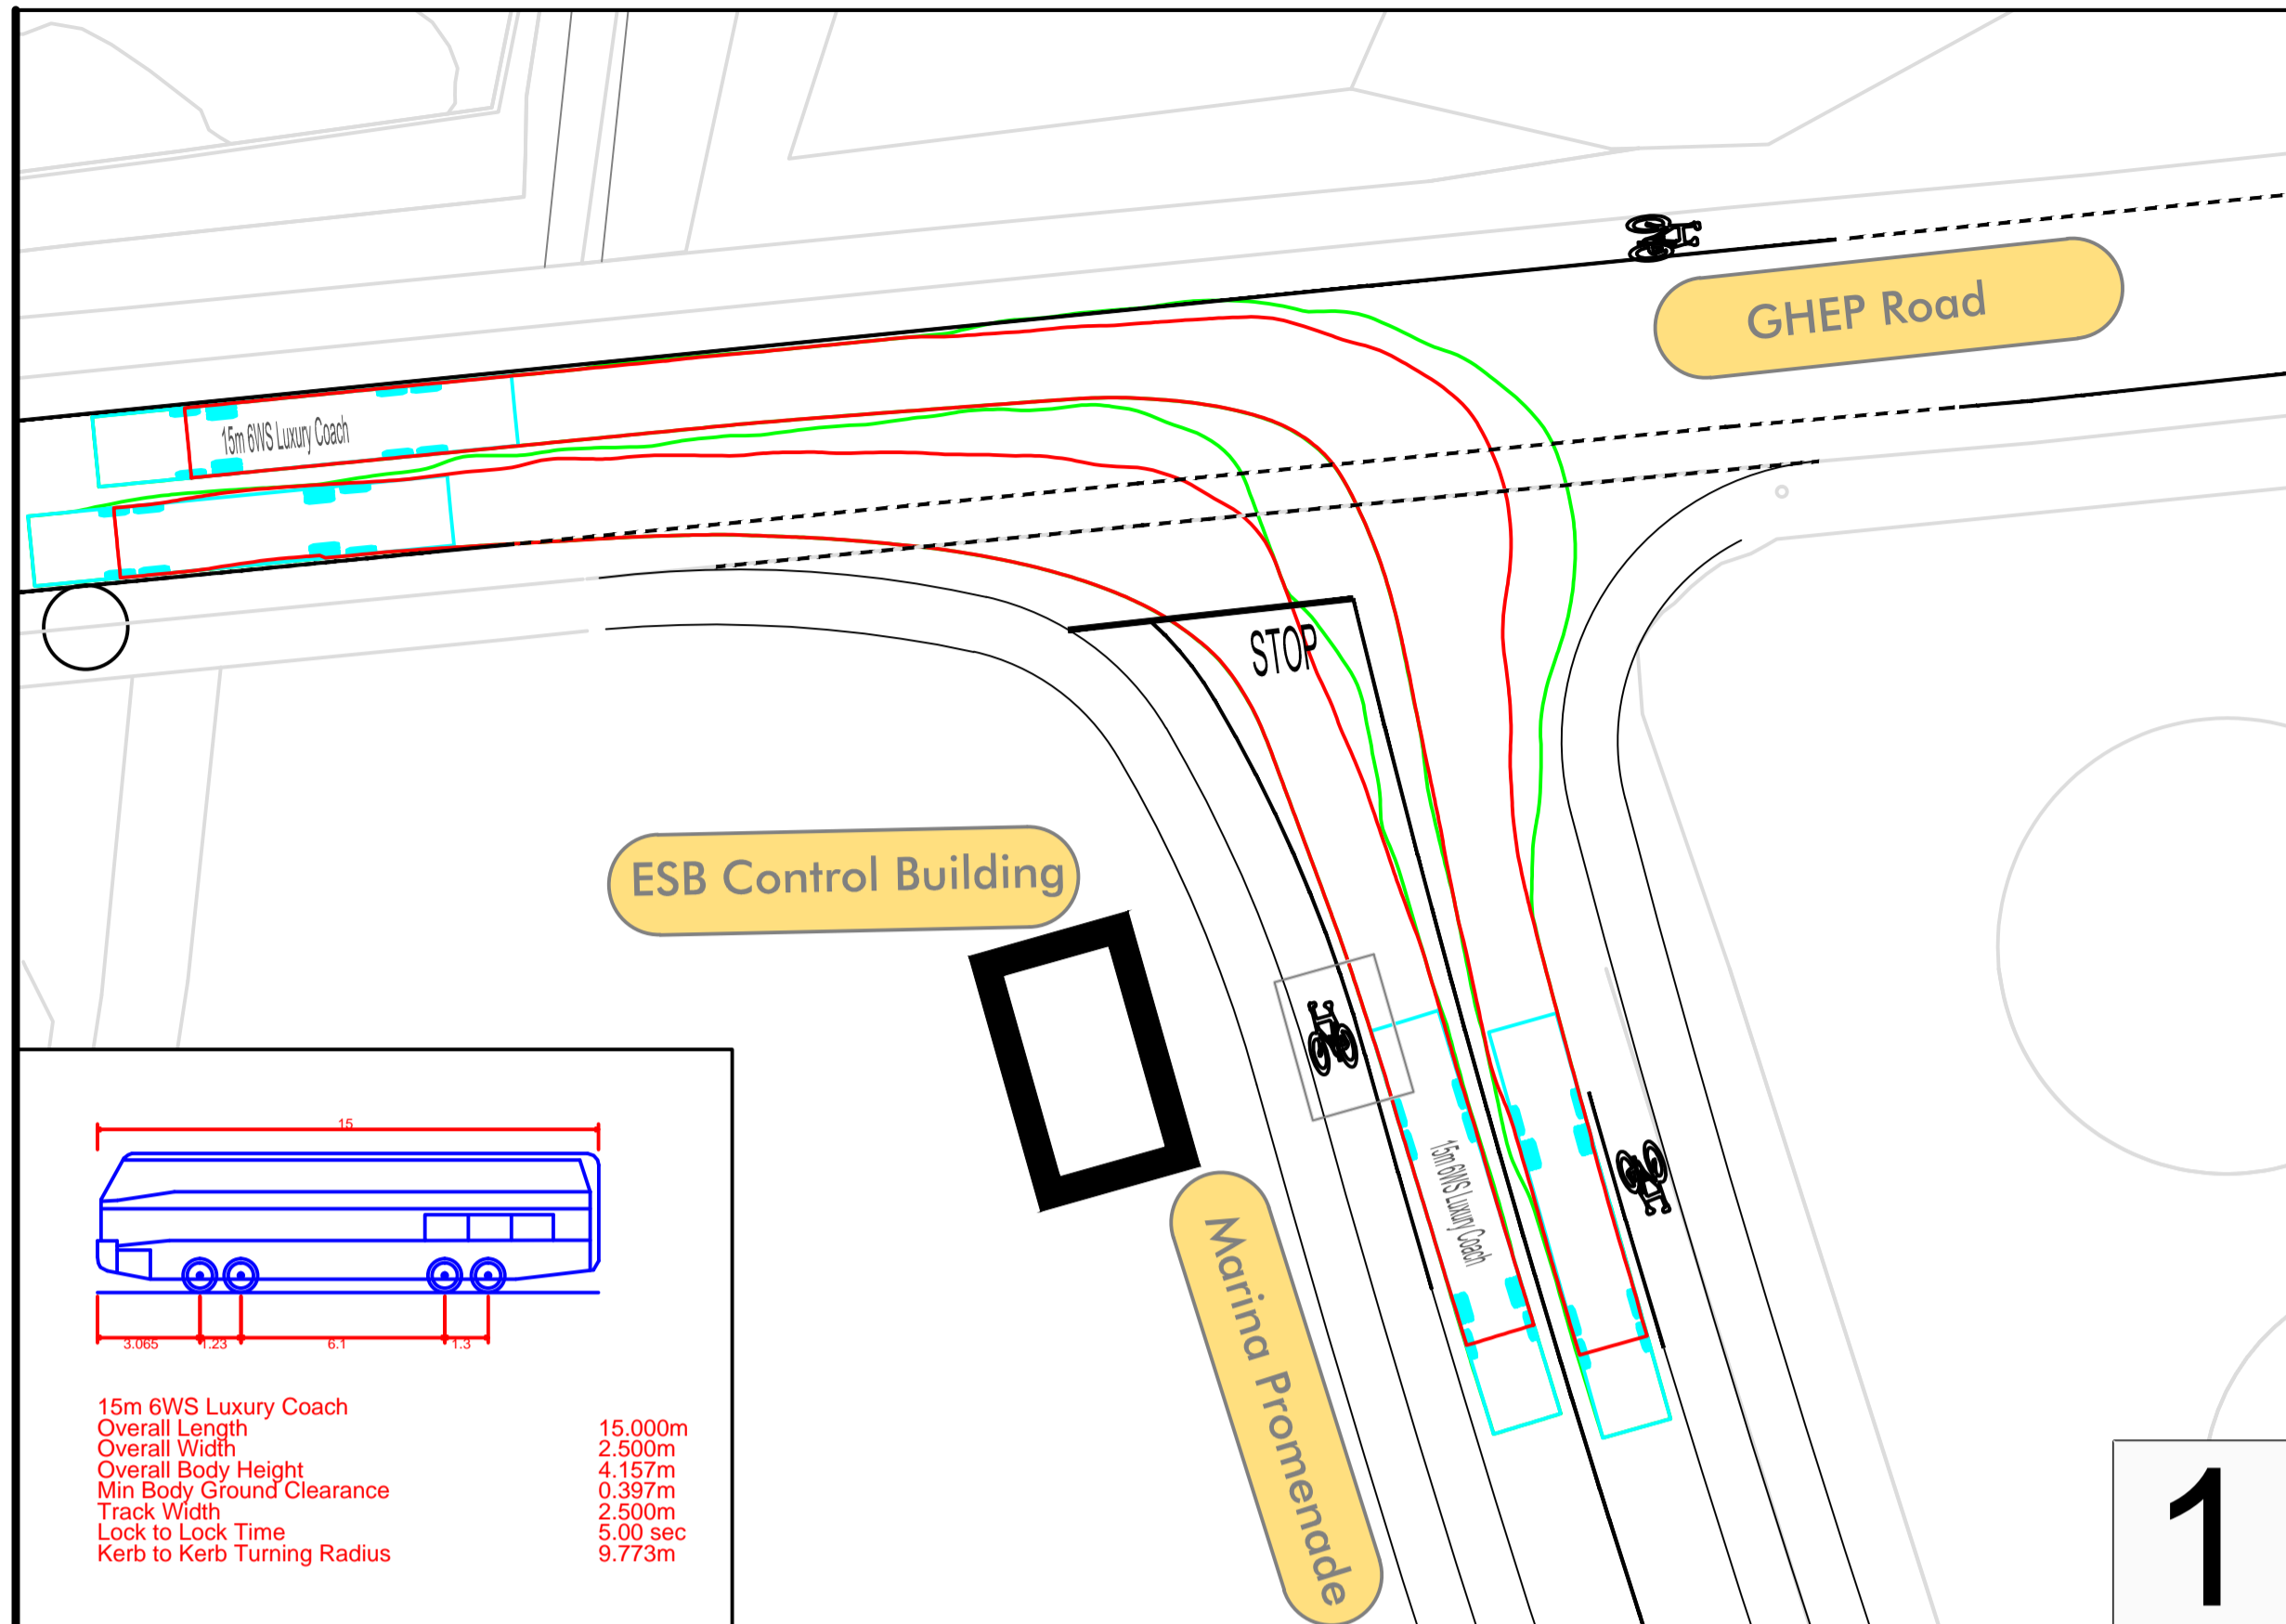 GHEP Road
15m 6WS Luxury Coach
STOP
ESB Control Building
15m 6WS Luxury Coach
Marina Promenade
15
3.065
1.23
6.1
1.3
15m 6WS Luxury Coach
Overall Length 15.000m
Overall Width 2.500m
Overall Body Height 4.157m
Min Body Ground Clearance 0.397m
Track Width 2.500m
Lock to Lock Time 5.00 sec
Kerb to Kerb Turning Radius 9.773m
1